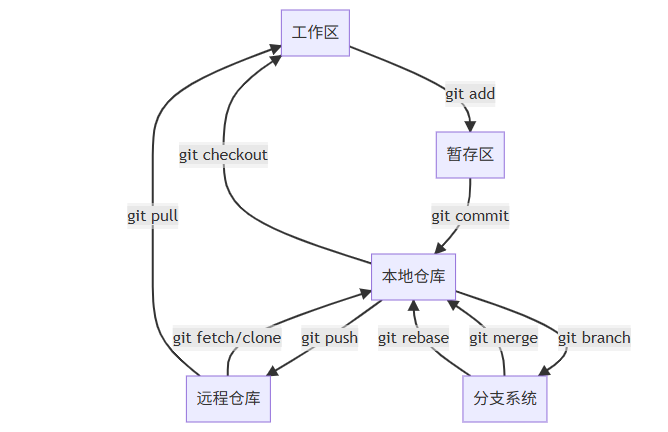 工作区
git add
git checkout
暂存区
git pull
git commit
本地仓库
git fetch/clone
git push
git rebase
git merge
git branch
远程仓库
分支系统